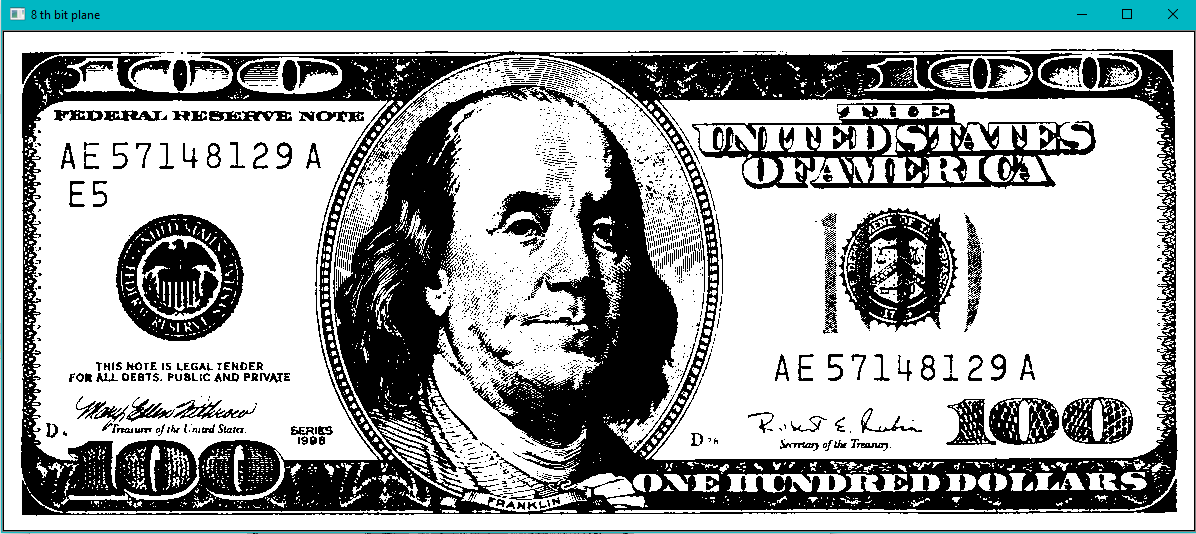 8 th bit plane
100
100
FEDERAL RESERVE NOTE
THE
UNITED STATES
OF AMERICA
AE 57148129 A
E5
THIS NOTE IS LEGAL TENDER
FOR ALL DEBTS, PUBLIC AND PRIVATE
AE 57148129 A
Treasurer of the United States.
SERIES
1996
D
D
Secretary of the Treasury.
100
100
FRANKLIN
ONE HUNDRED DOLLARS